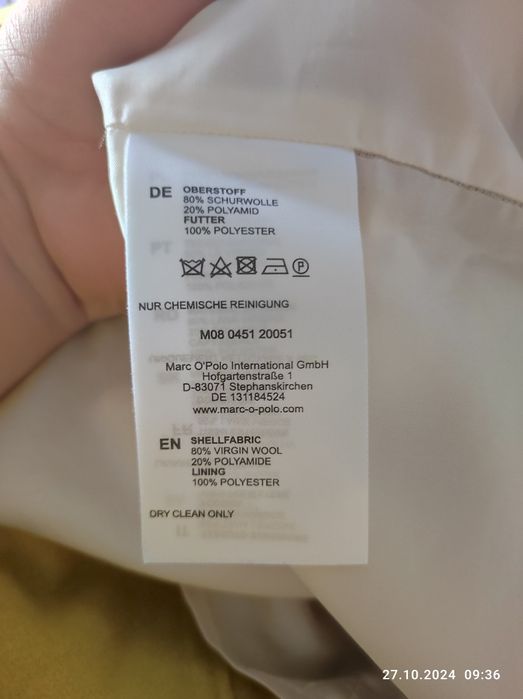 DE OBERSTOFF
80% SCHURWOLLE
20% POLYAMID
FUTTER
100% POLYESTER
P
NUR CHEMISCHE REINIGUNG
M08 0451 20051
Marc O'Polo International GmbH
Hofgartenstraße 1
D-83071 Stephanskirchen
DE 131184524
www.marc-o-polo.com
EN SHELLFABRIC
80% VIRGIN WOOL
20% POLYAMIDE
LINING
100% POLYESTER
DRY CLEAN ONLY
27.10.2024 09:36